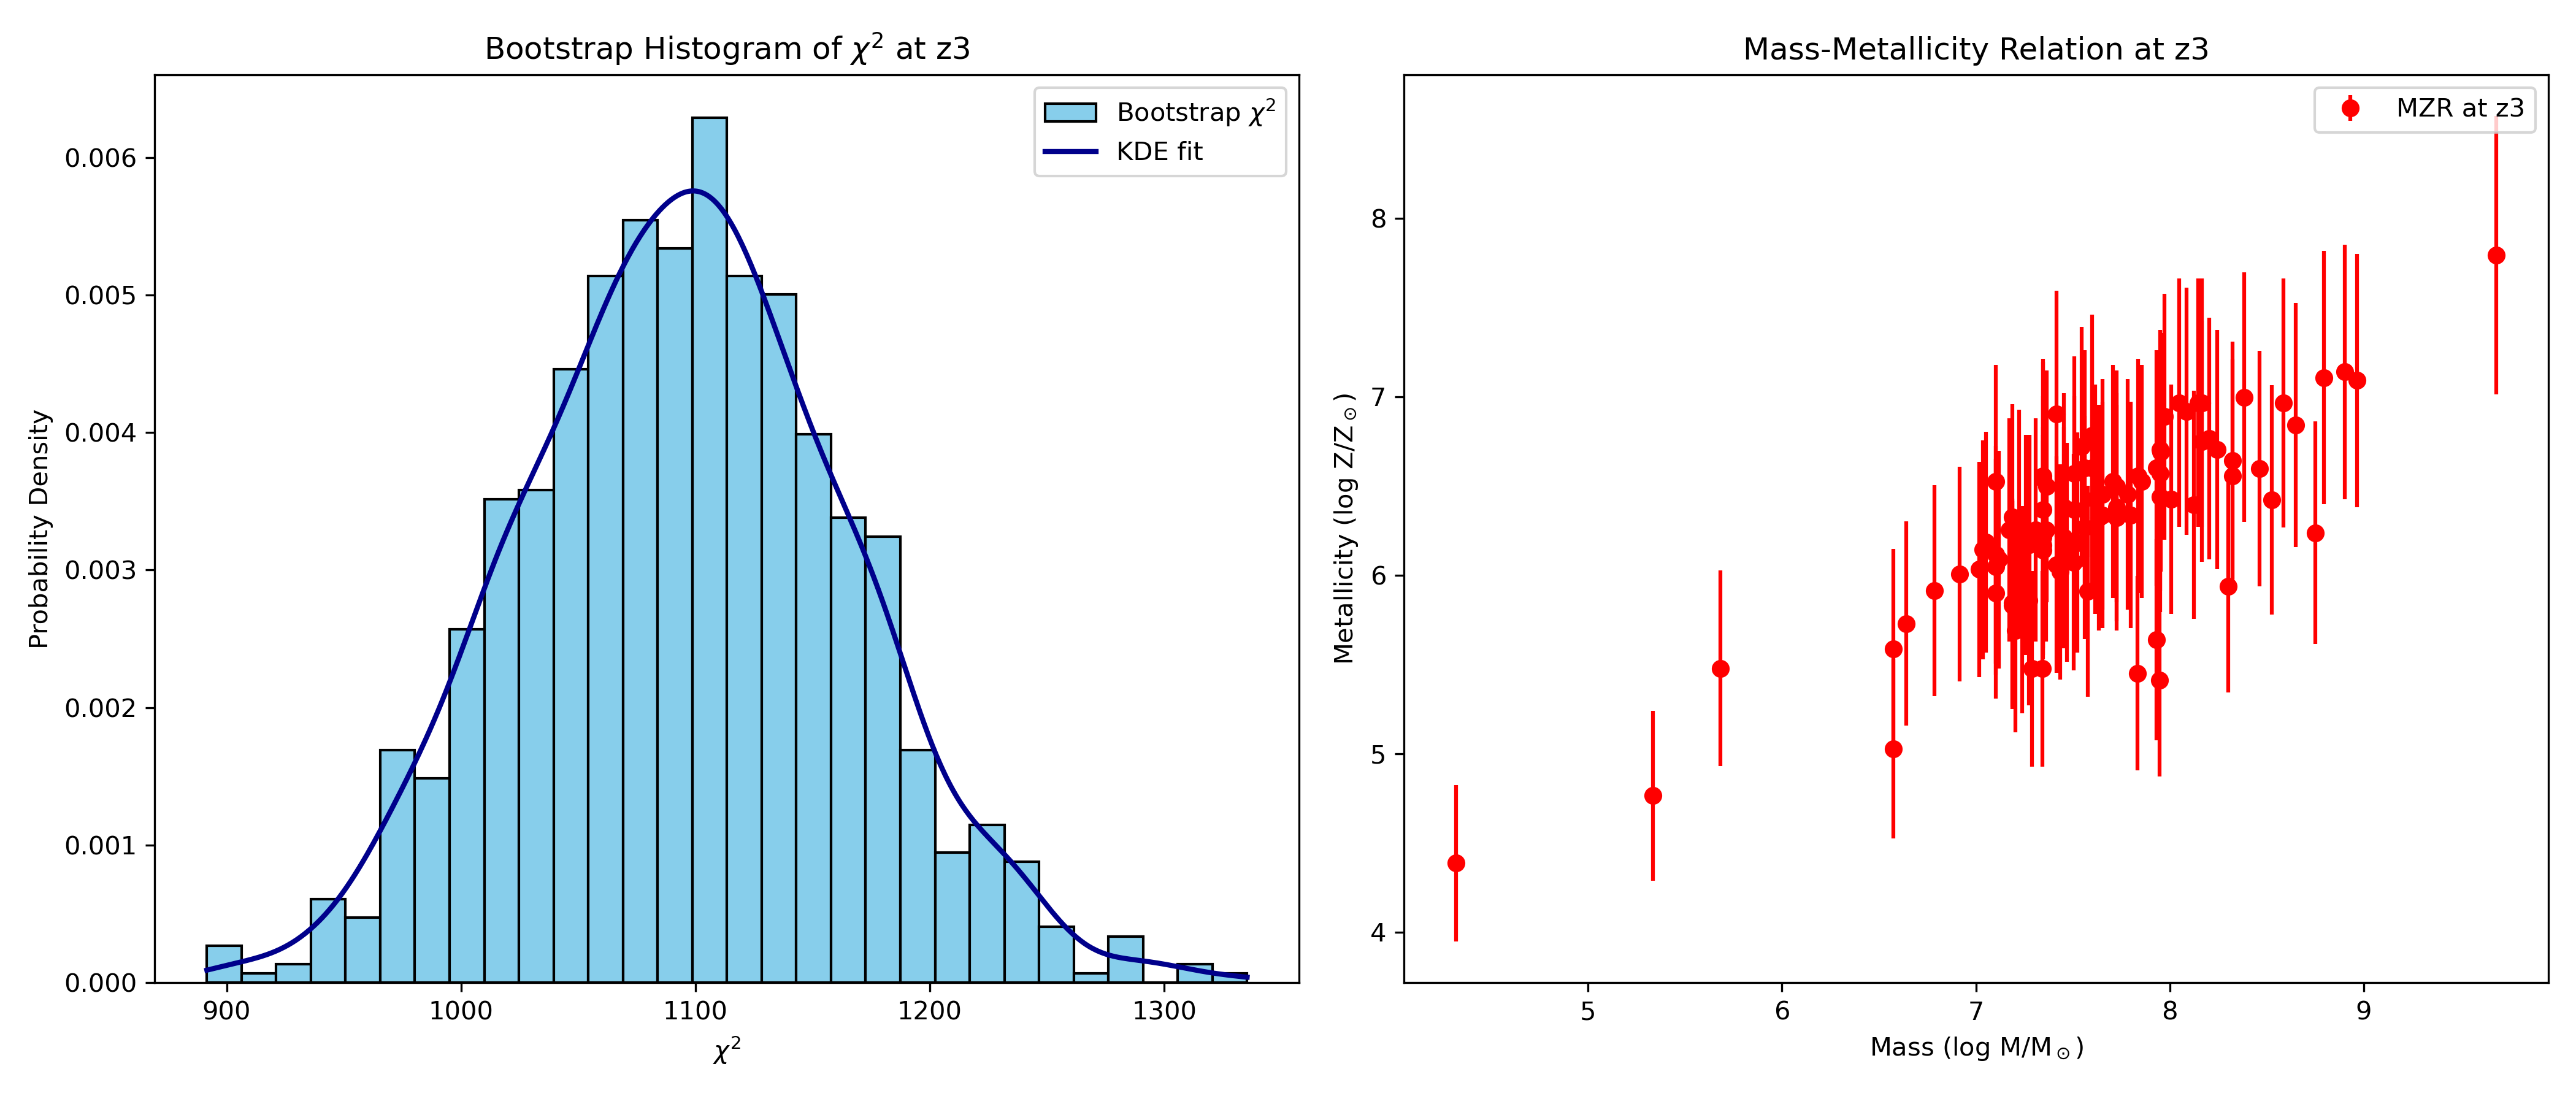 Bootstrap Histogram of χ² at z3
Bootstrap χ²
KDE fit
Probability Density
0.006
0.005
0.004
0.003
0.002
0.001
0.000
900 1000 1100 1200 1300
χ²
Mass-Metallicity Relation at z3
MZR at z3
Metallicity (log Z/Z⊙)
8
7
6
5
4
5 6 7 8 9
Mass (log M/M⊙)